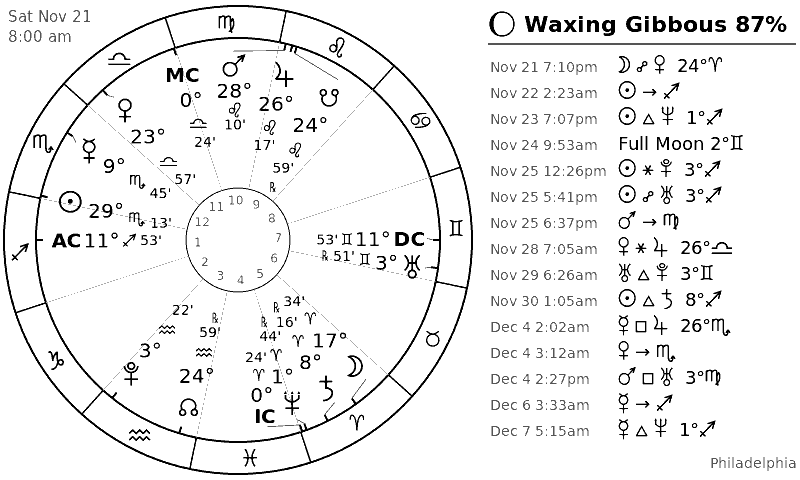 Sat Nov 21
8:00 am
MC
0° ♎ 24'
♂ 28° ♌ 10'
♃ 26° ♌ 17'
☋ 24° ♌ 59' ℞
♀ 23° ♎ 57'
☿ 9° ♏ 45'
☉ 29° ♏ 13'
AC 11° ♐ 53'
53' ♊ 11° DC
℞ 51' ♊ 3° ♅
♇ 3° ♒ 22'
☊ 24° ♒ 59' ℞
IC 0° ♈ 24'
♆ 1° ♈ 44' ℞
♄ 8° ♈ 16' ℞
☽ 17° ♈ 34'
♍
♌
♋
♊
♉
♈
♓
♒
♑
♐
♏
♎
1
2
3
4
5
6
7
8
9
10
11
12
Waxing Gibbous 87%
Nov 21 7:10pm ☽ ☍ ♀ 24°♈
Nov 22 2:23am ☉ → ♐
Nov 23 7:07pm ☉ △ ♆ 1°♐
Nov 24 9:53am Full Moon 2°♊
Nov 25 12:26pm ☉ ⚹ ♇ 3°♐
Nov 25 5:41pm ☉ ☍ ♅ 3°♐
Nov 25 6:37pm ♂ → ♍
Nov 28 7:05am ♀ ⚹ ♃ 26°♎
Nov 29 6:26am ♅ △ ♇ 3°♊
Nov 30 1:05am ☉ △ ♄ 8°♐
Dec 4 2:02am ☿ □ ♃ 26°♏
Dec 4 3:12am ♀ → ♏
Dec 4 2:27pm ♂ □ ♅ 3°♍
Dec 6 3:33am ☿ → ♐
Dec 7 5:15am ☿ △ ♆ 1°♐
Philadelphia